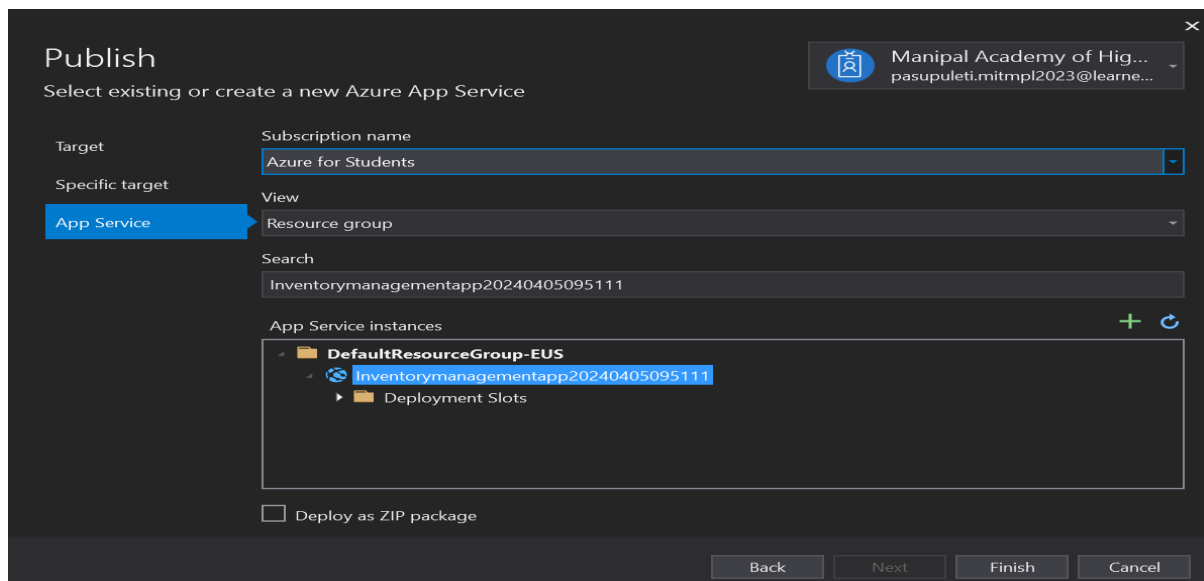 Publish
Select existing or create a new Azure App Service
Manipal Academy of Hig...
pasupuleti.mitmpl2023@learne...
Target
Specific target
App Service
Subscription name
Azure for Students
View
Resource group
Search
Inventorymanagementapp20240405095111
App Service instances
DefaultResourceGroup-EUS
Inventorymanagementapp20240405095111
Deployment Slots
Deploy as ZIP package
Back Next Finish Cancel